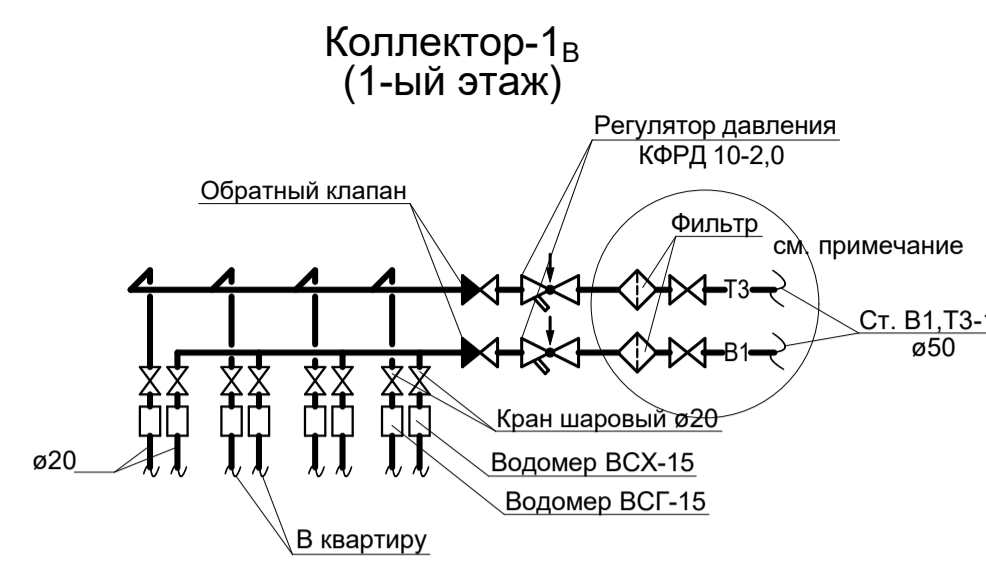 Коллектор-1В
(1-ый этаж)
Регулятор давления
КФРД 10-2,0
Обратный клапан
Фильтр
см. примечание
Т3
Ст. В1,Т3-1
В1
ø50
Кран шаровый ø20
ø20
Водомер ВСХ-15
Водомер ВСГ-15
В квартиру